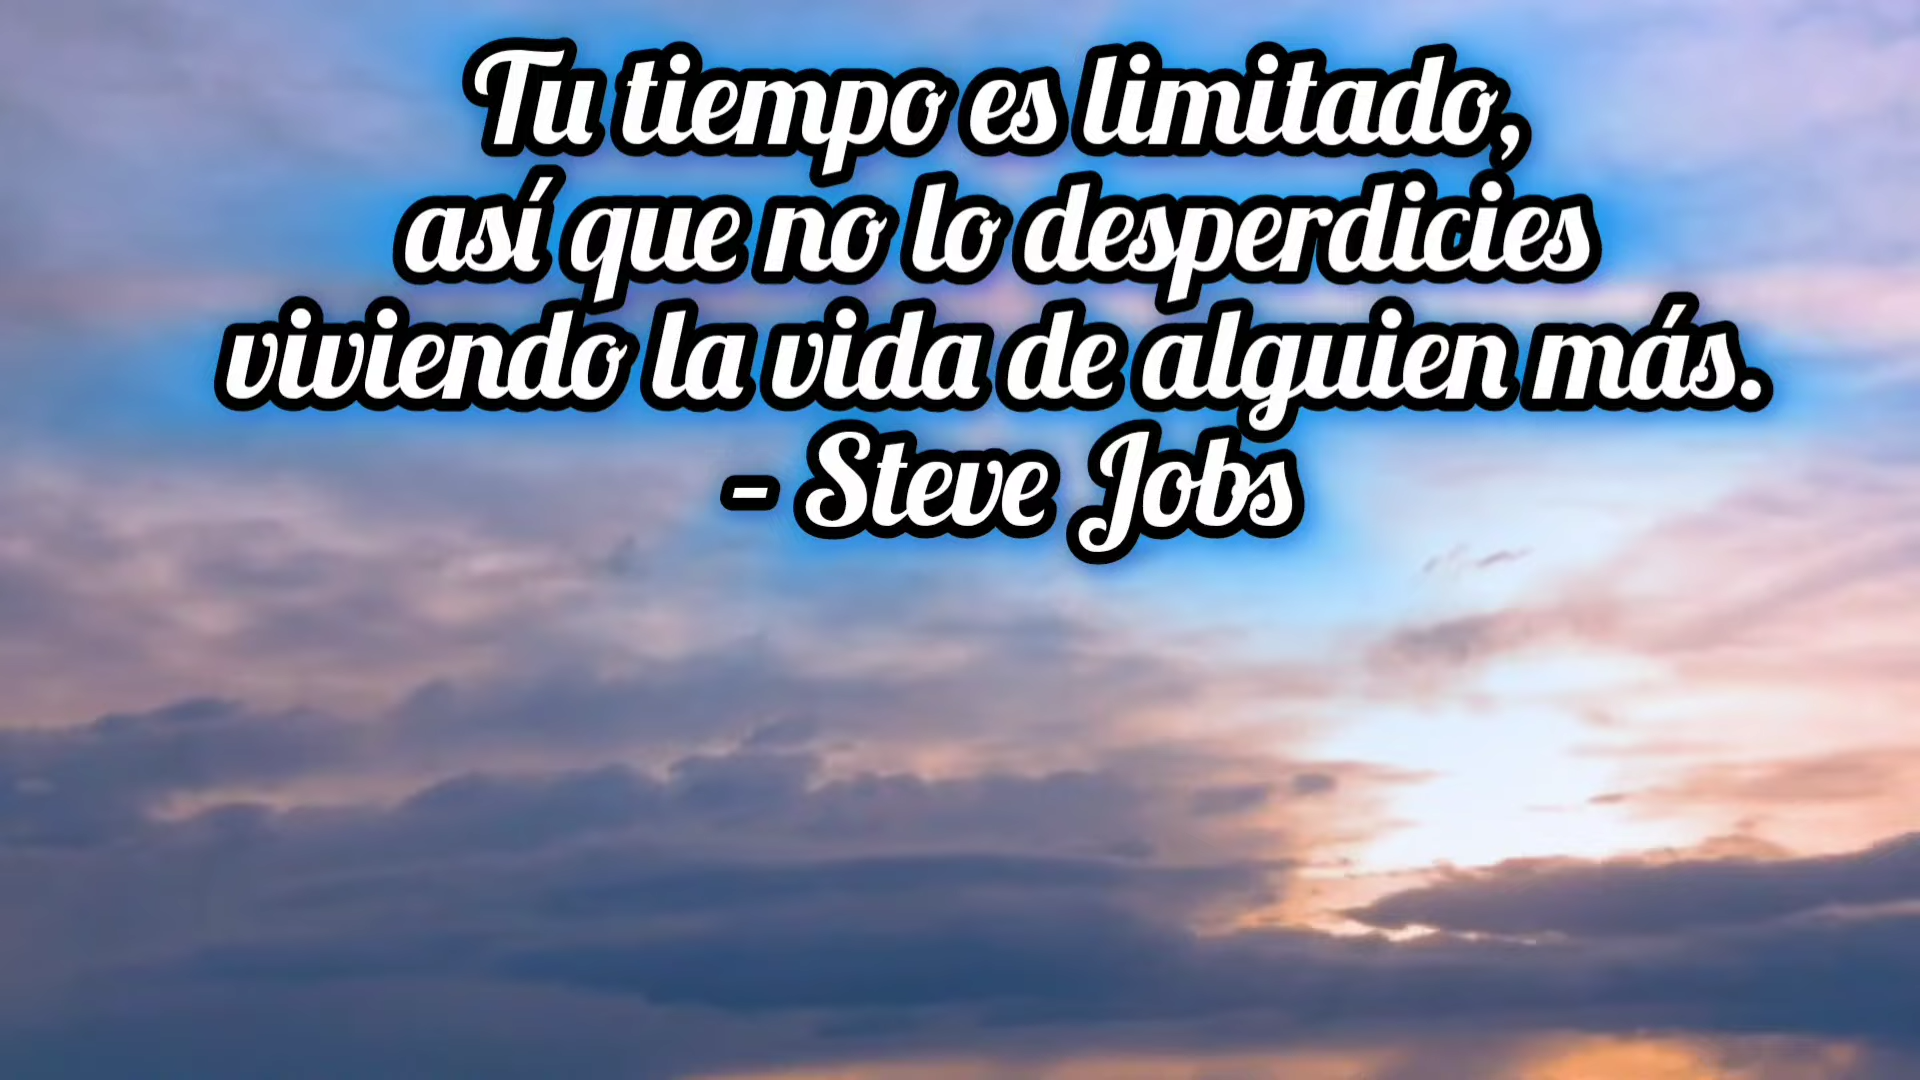 Tu tiempo es limitado,
así que no lo desperdicies
viviendo la vida de alguien más.
- Steve Jobs